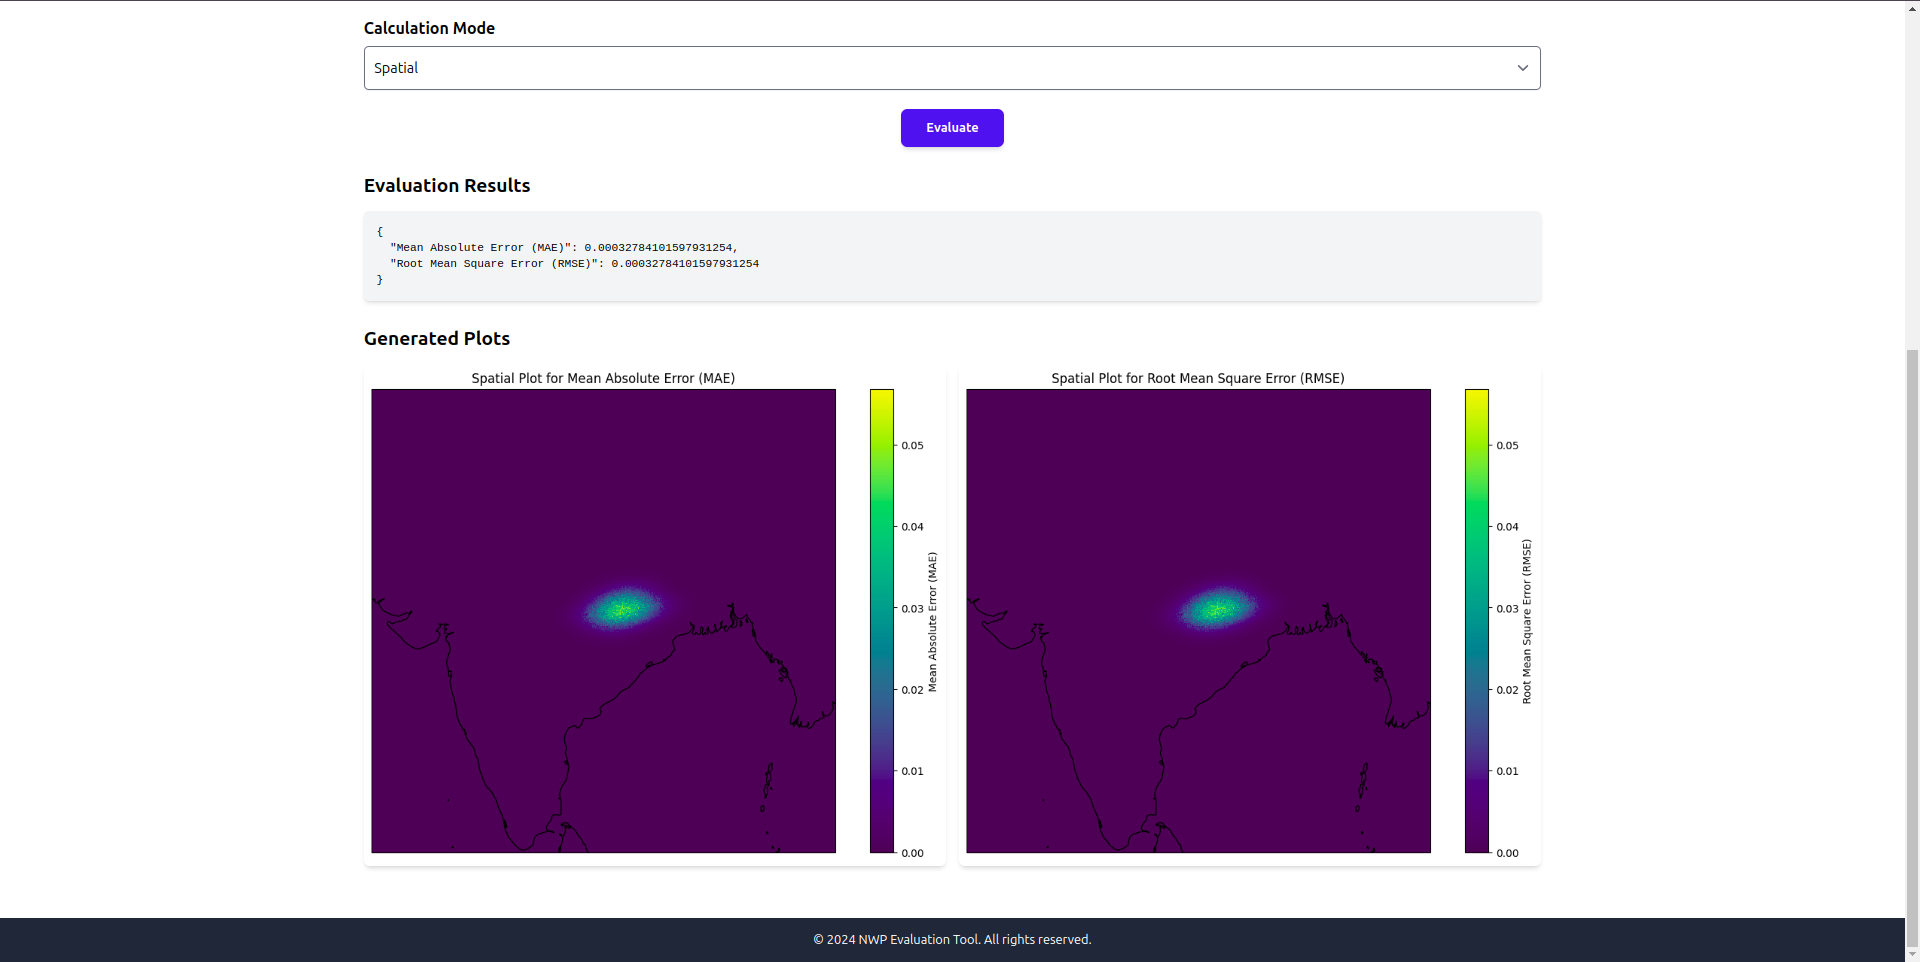 Calculation Mode
Spatial
Evaluate
Evaluation Results
{
"Mean Absolute Error (MAE)": 0.00032784101597931254,
"Root Mean Square Error (RMSE)": 0.00032784101597931254
}
Generated Plots
Spatial Plot for Mean Absolute Error (MAE)
0.05
0.04
0.03
0.02
0.01
0.00
Mean Absolute Error (MAE)
Spatial Plot for Root Mean Square Error (RMSE)
0.05
0.04
0.03
0.02
0.01
0.00
Root Mean Square Error (RMSE)
© 2024 NWP Evaluation Tool. All rights reserved.